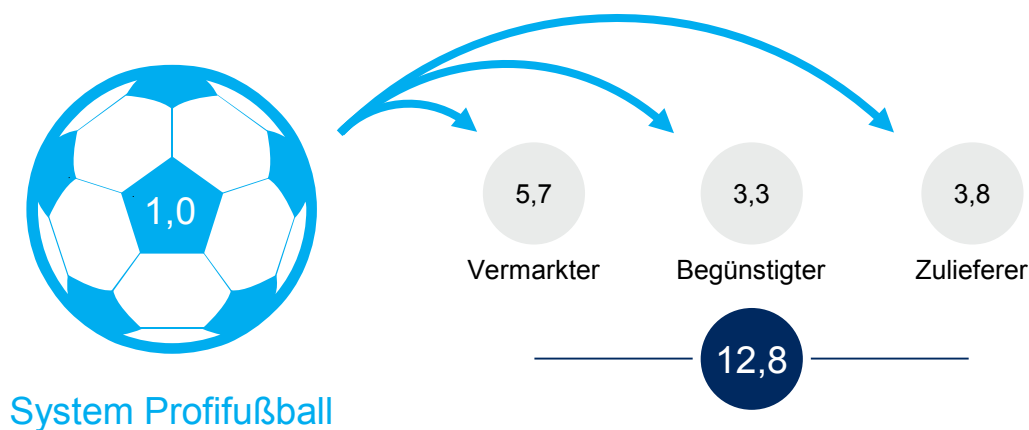 1,0
5,7
3,3
3,8
Vermarkter
Begünstigter
Zulieferer
12,8
System Profifußball